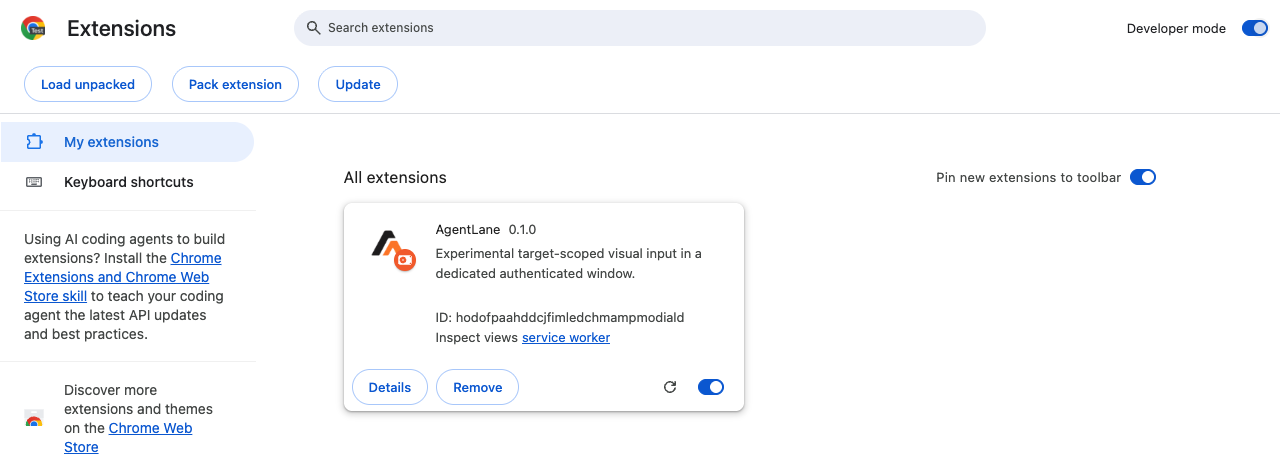 Test
Extensions
Search extensions
Developer mode
Load unpacked
Pack extension
Update
My extensions
Keyboard shortcuts
Using AI coding agents to build
extensions? Install the Chrome
Extensions and Chrome Web
Store skill to teach your coding
agent the latest API updates
and best practices.
Discover more
extensions and themes
on the Chrome Web
Store
All extensions
Pin new extensions to toolbar
AgentLane 0.1.0
Experimental target-scoped visual input in a
dedicated authenticated window.
ID: hodofpaahddcjfimledchmampmodiald
Inspect views service worker
Details
Remove